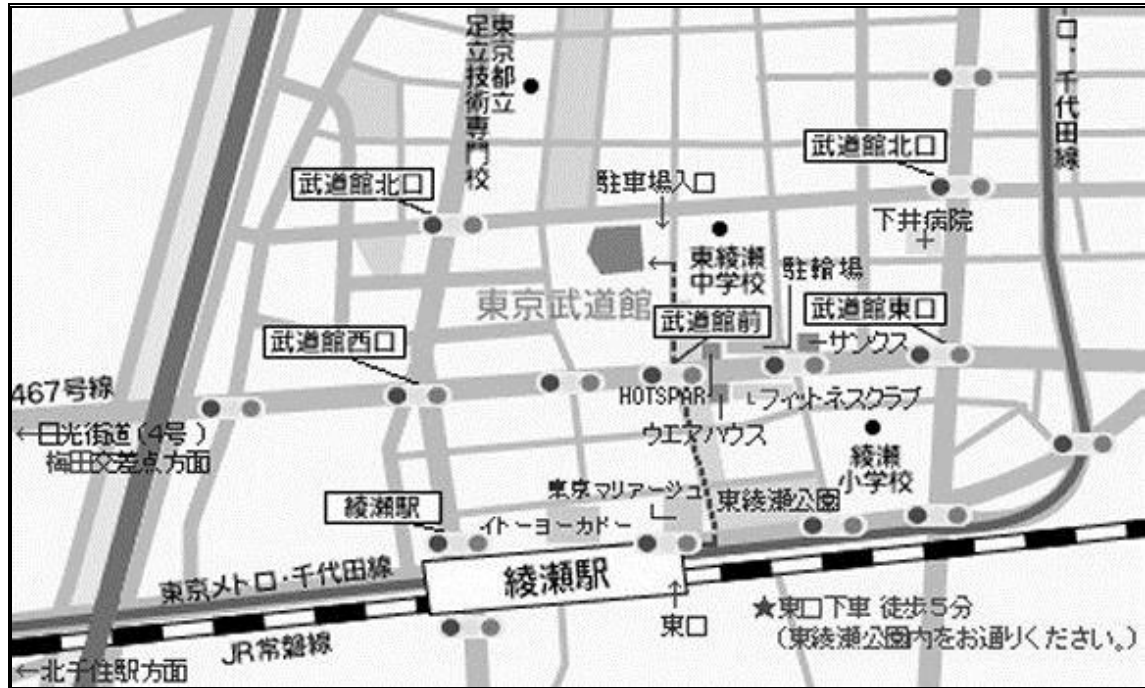 東京都立
足立技術専門校
口・千代田線
武道館北口
武道館北口
駐車場入口
下井病院
東綾瀬
中学校
駐輪場
東京武道館
武道館前
武道館東口
サンクス
武道館西口
467号線
HOTSPAR
フィットネスクラブ
ウエアハウス
←日光街道(4号)
梅田交差点方面
綾瀬
小学校
東京マリアージュ
東綾瀬公園
綾瀬駅
イトーヨーカドー
綾瀬駅
東京メトロ・千代田線
★東口下車 徒歩5分
(東綾瀬公園内をお通りください。)
東口
JR常磐線
←北千住駅方面